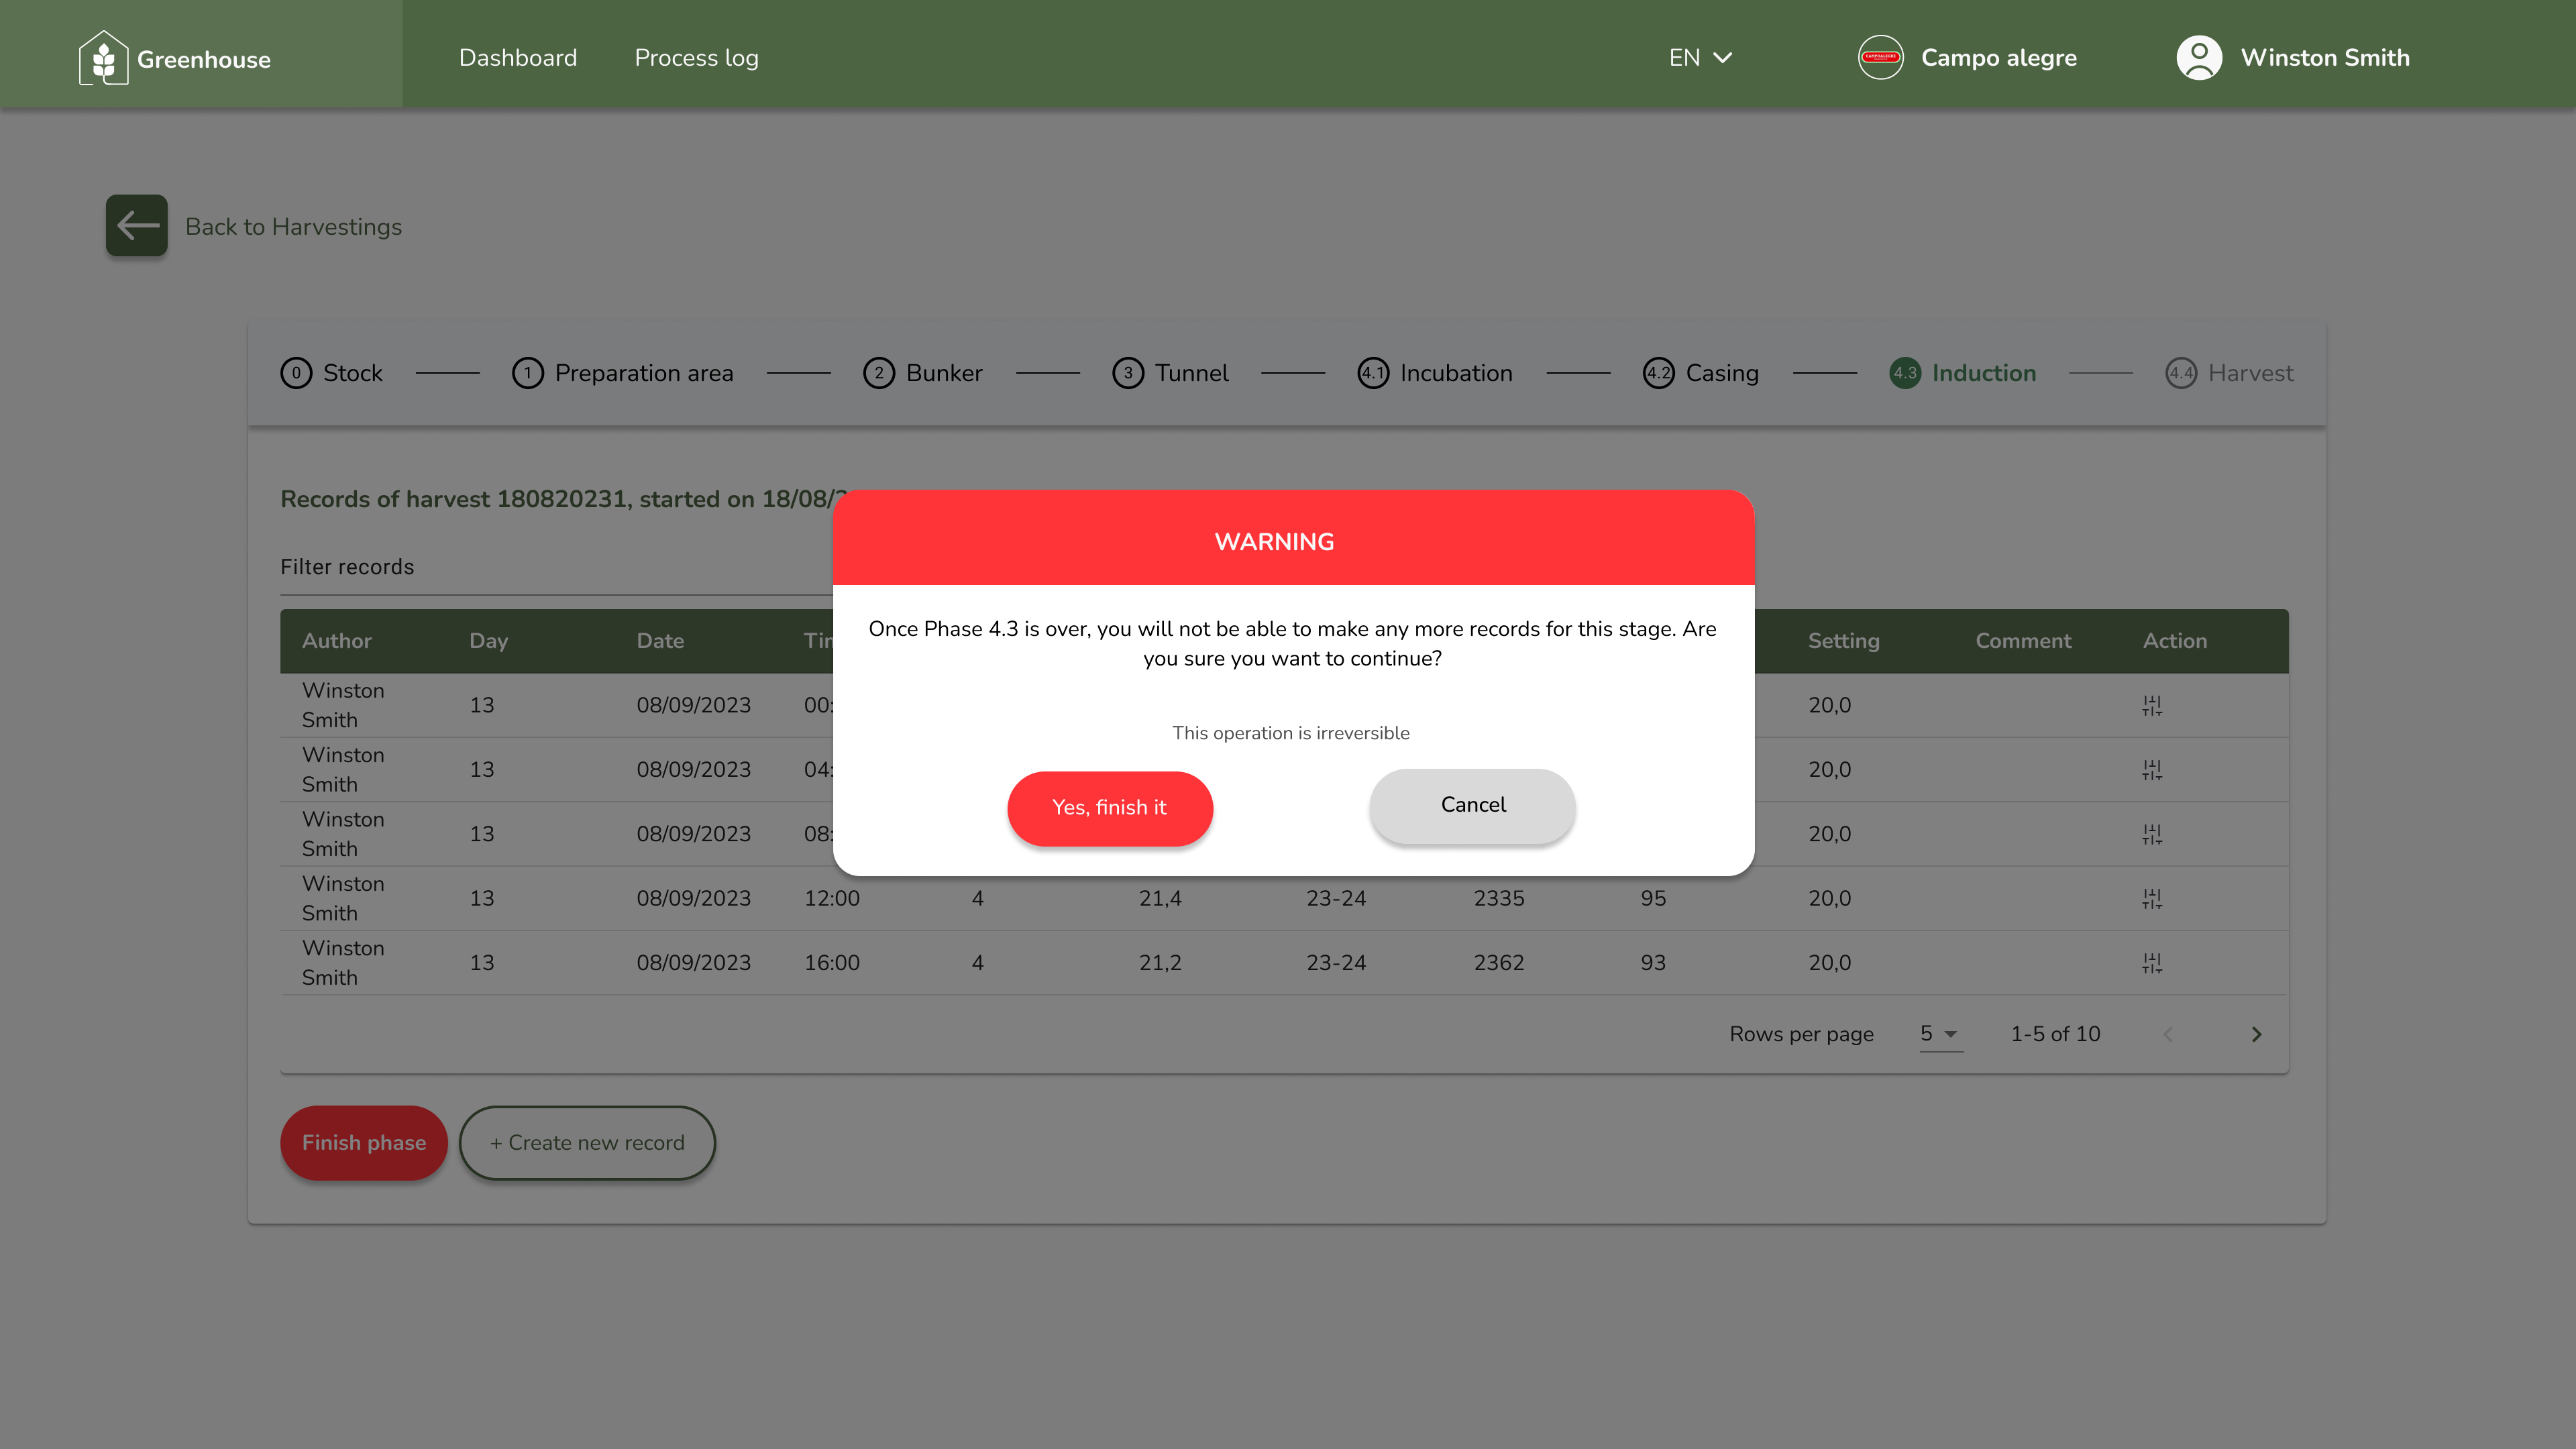 Greenhouse
Dashboard
Process log
EN
Campo alegre
Winston Smith
Back to Harvestings
0 Stock
1 Preparation area
2 Bunker
3 Tunnel
4.1 Incubation
4.2 Casing
4.3 Induction
4.4 Harvest
Records of harvest 180820231, started on 18/08/
Filter records
WARNING
Once Phase 4.3 is over, you will not be able to make any more records for this stage. Are
you sure you want to continue?
This operation is irreversible
Yes, finish it
Cancel
Author Day Date Setting Comment Action
Winston
Smith
13 08/09/2023 00: 20,0
Winston
Smith
13 08/09/2023 04: 20,0
Winston
Smith
13 08/09/2023 08: 20,0
Winston
Smith
13 08/09/2023 12:00 4 21,4 23-24 2335 95 20,0
Winston
Smith
13 08/09/2023 16:00 4 21,2 23-24 2362 93 20,0
Rows per page 5 1-5 of 10
Finish phase
+ Create new record